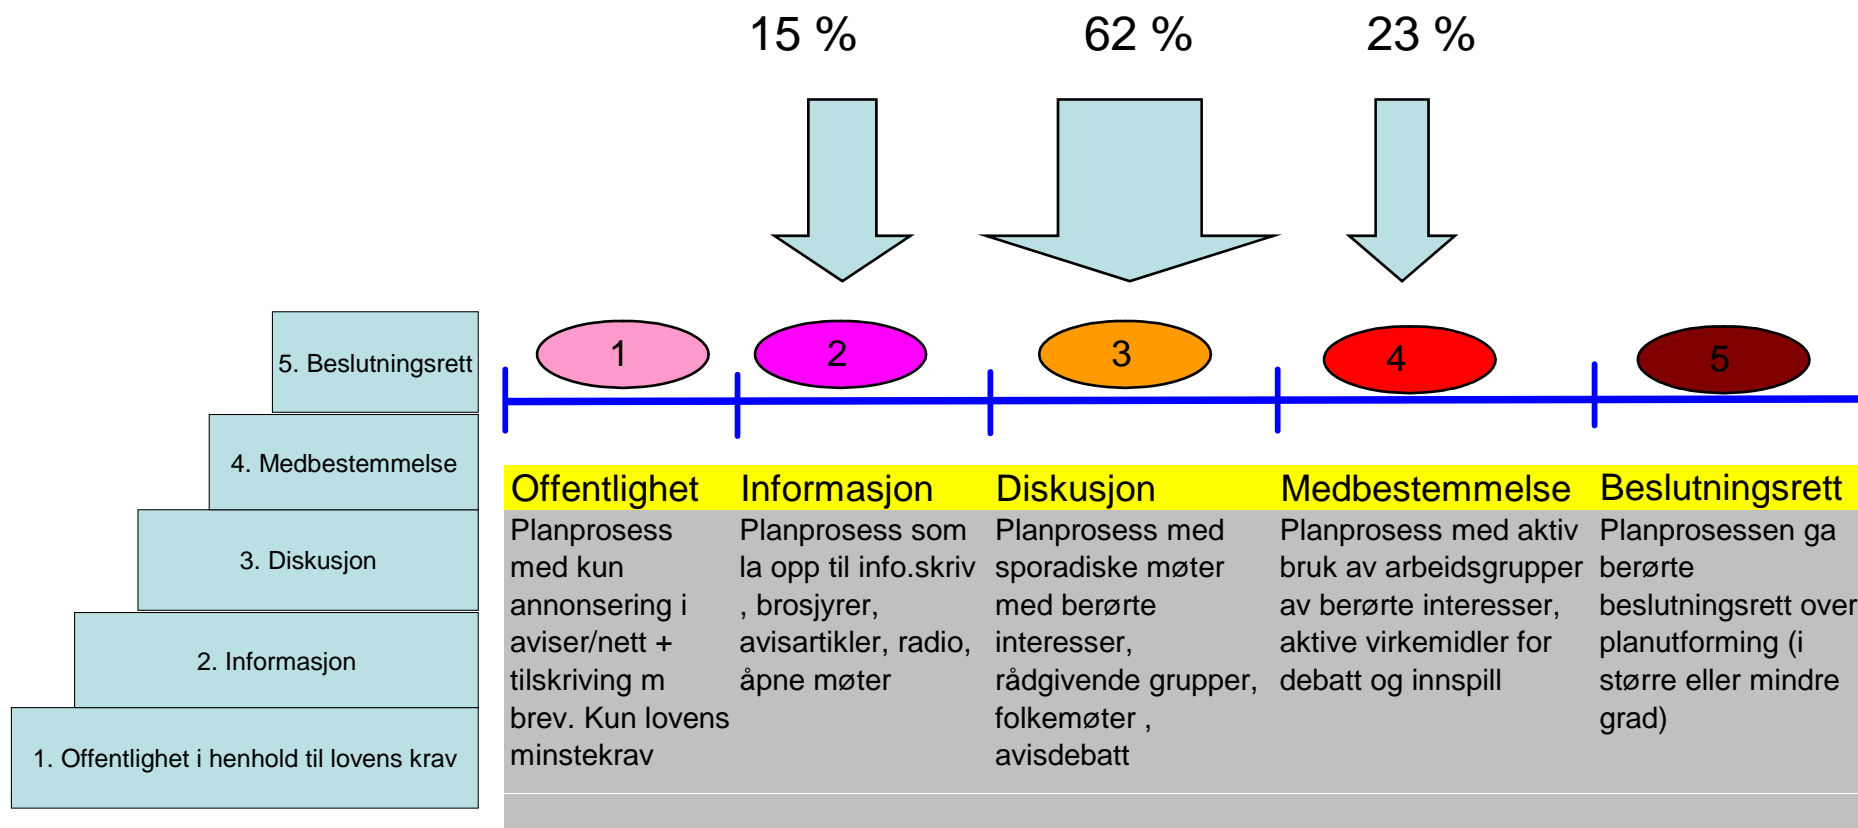 15 %
62 %
23 %
5. Beslutningsrett
4. Medbestemmelse
3. Diskusjon
2. Informasjon
1. Offentlighet i henhold til lovens krav
1
2
3
4
5
Offentlighet
Planprosess
med kun
annonsering i
aviser/nett +
tilskriving m
brev. Kun lovens
minstekrav
Informasjon
Planprosess som
la opp til info.skriv
, brosjyrer,
avisartikler, radio,
åpne møter
Diskusjon
Planprosess med
sporadiske møter
med berørte
interesser,
rådgivende grupper,
folkemøter ,
avisdebatt
Medbestemmelse
Planprosess med aktiv
bruk av arbeidsgrupper
av berørte interesser,
aktive virkemidler for
debatt og innspill
Beslutningsrett
Planprosessen ga
berørte
beslutningsrett over
planutforming (i
større eller mindre
grad)